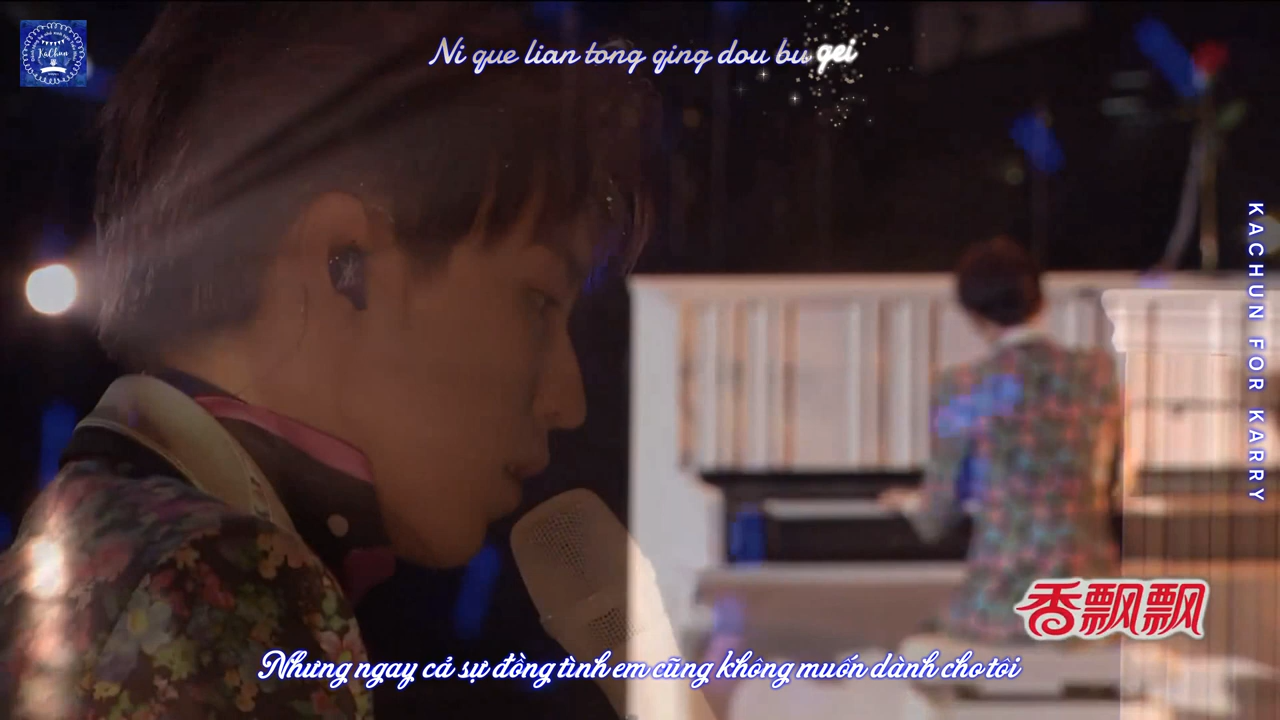 Ni que lian tong qing dou bu gei
KaChun
KACHUN FOR KARRY
香飘飘
Nhưng ngay cả sự đồng tình em cũng không muốn dành cho tôi